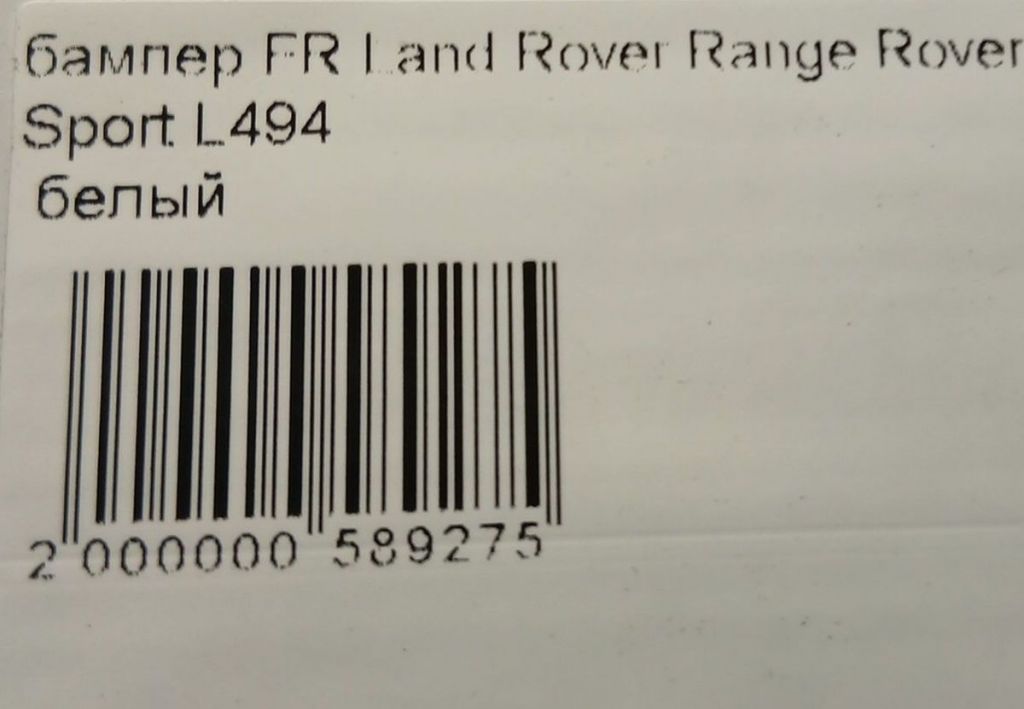 бампер FR Land Rover Range Rover
Sport L494
белый
2 000000 589275